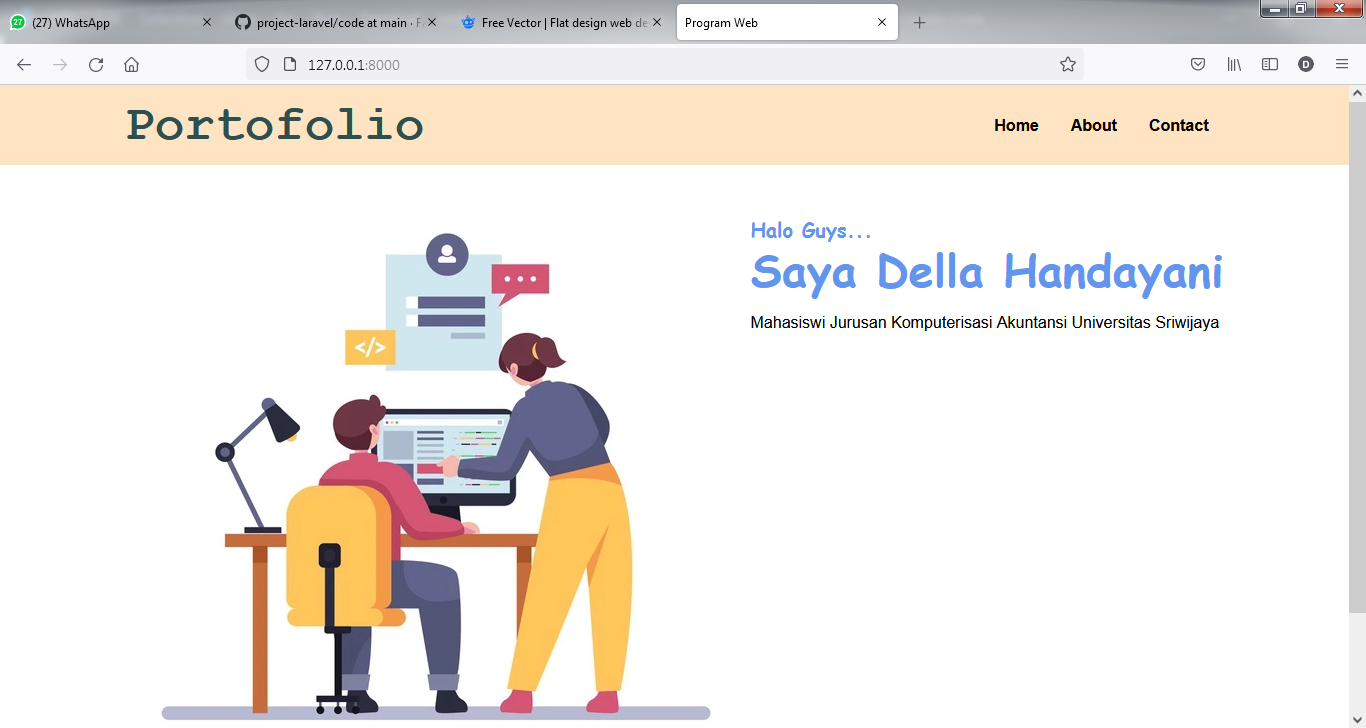 27 (27) WhatsApp
project-laravel/code at main · F
Free Vector | Flat design web de
Program Web
127.0.0.1:8000
D
Portofolio
Home About Contact
Halo Guys...
Saya Della Handayani
Mahasiswi Jurusan Komputerisasi Akuntansi Universitas Sriwijaya
</>